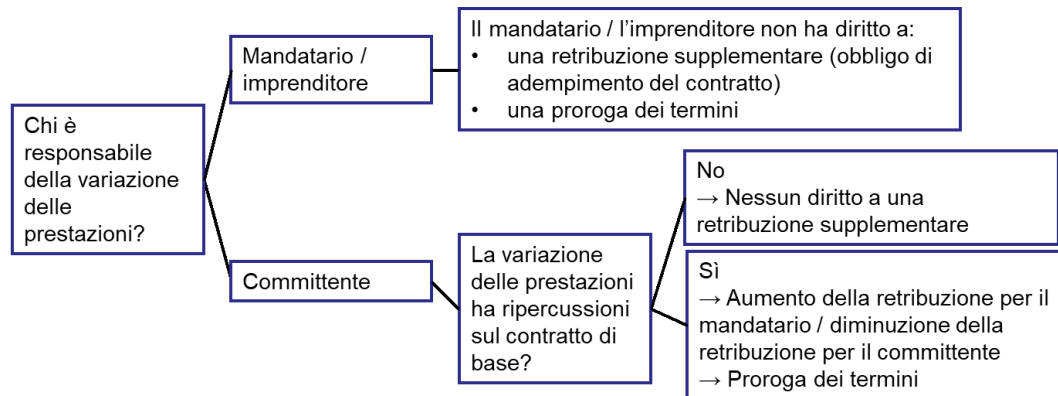 Chi è
responsabile
della variazione
delle
prestazioni?
Mandatario /
imprenditore
Il mandatario / l'imprenditore non ha diritto a:
• una retribuzione supplementare (obbligo di
adempimento del contratto)
• una proroga dei termini
Committente
La variazione
delle prestazioni
ha ripercussioni
sul contratto di
base?
No
→ Nessun diritto a una
retribuzione supplementare
Sì
→ Aumento della retribuzione per il
mandatario / diminuzione della
retribuzione per il committente
→ Proroga dei termini